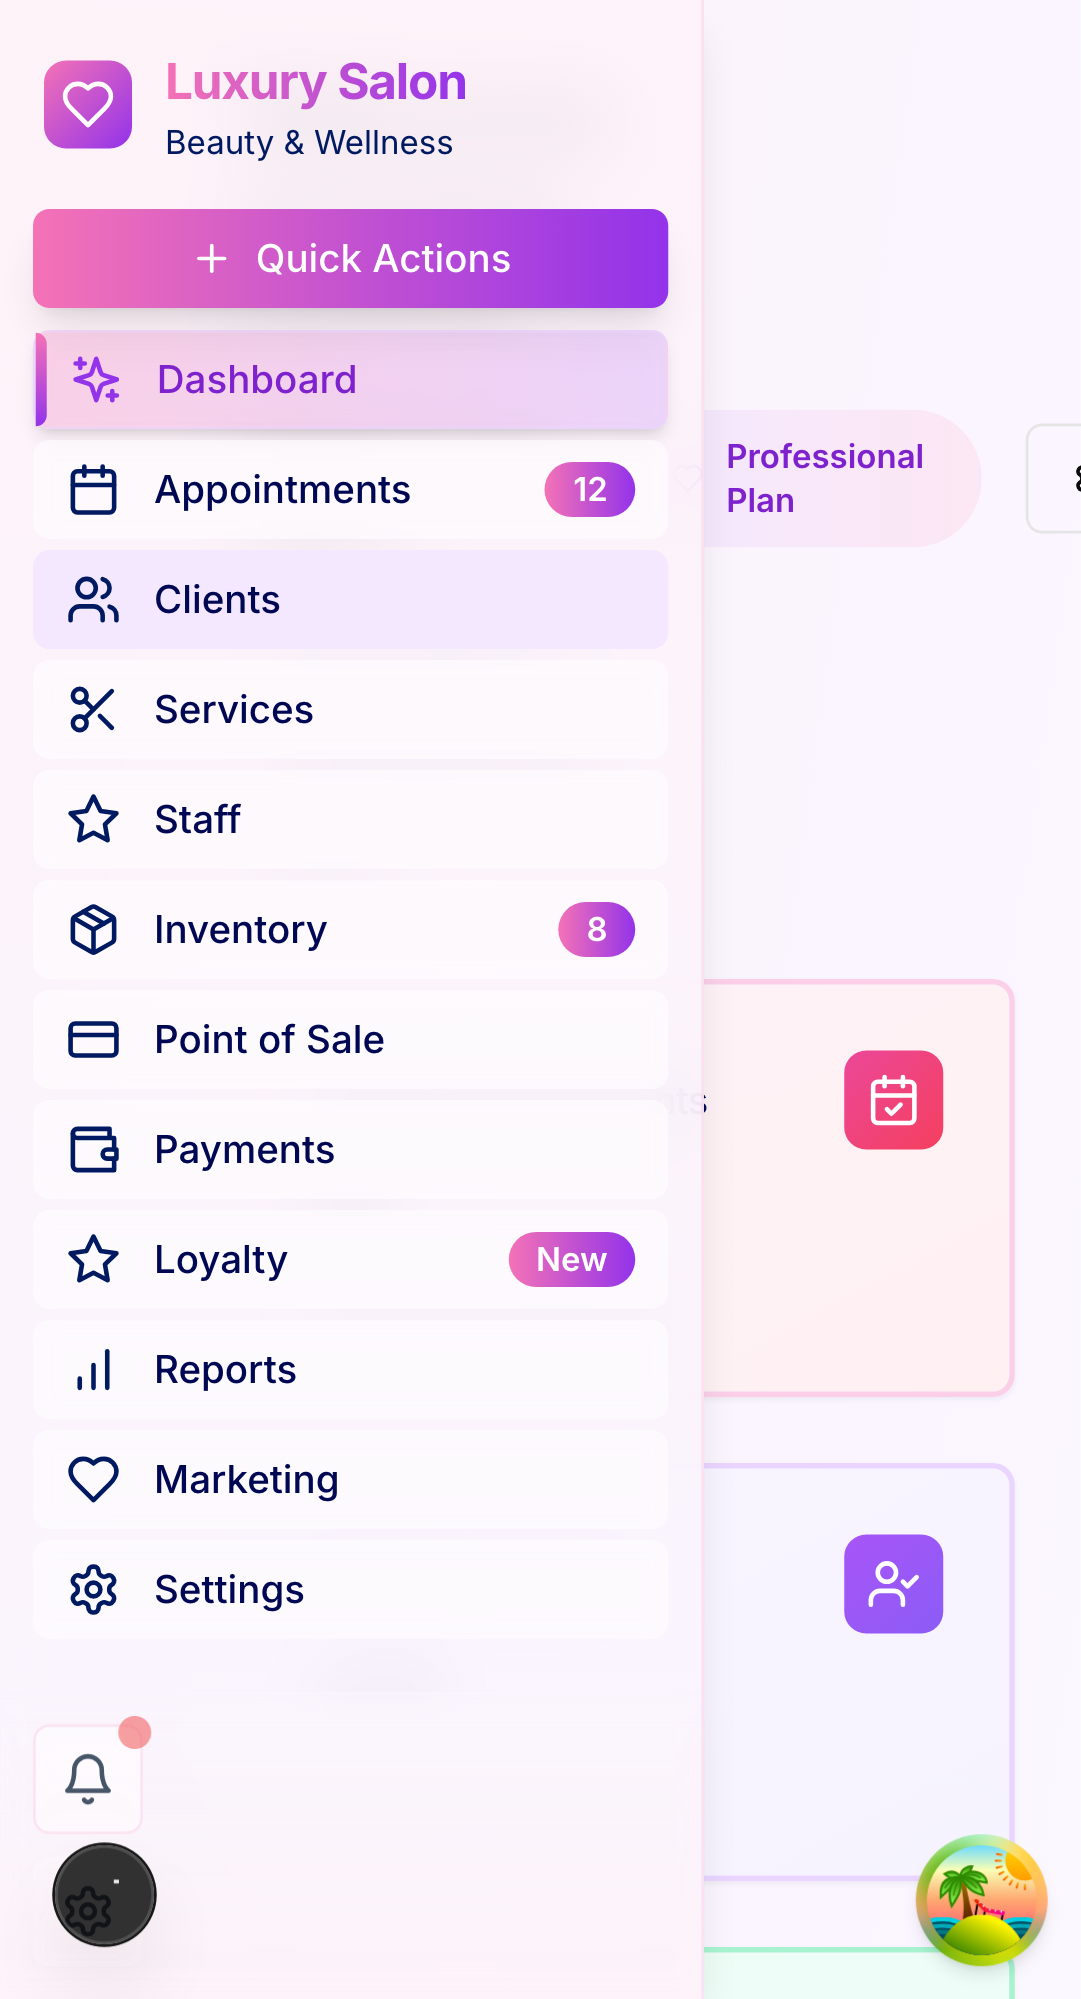 Luxury Salon
Beauty & Wellness
Quick Actions
Dashboard
Appointments 12
Clients
Services
Staff
Inventory 8
Point of Sale
Payments
Loyalty New
Reports
Marketing
Settings
Professional
Plan